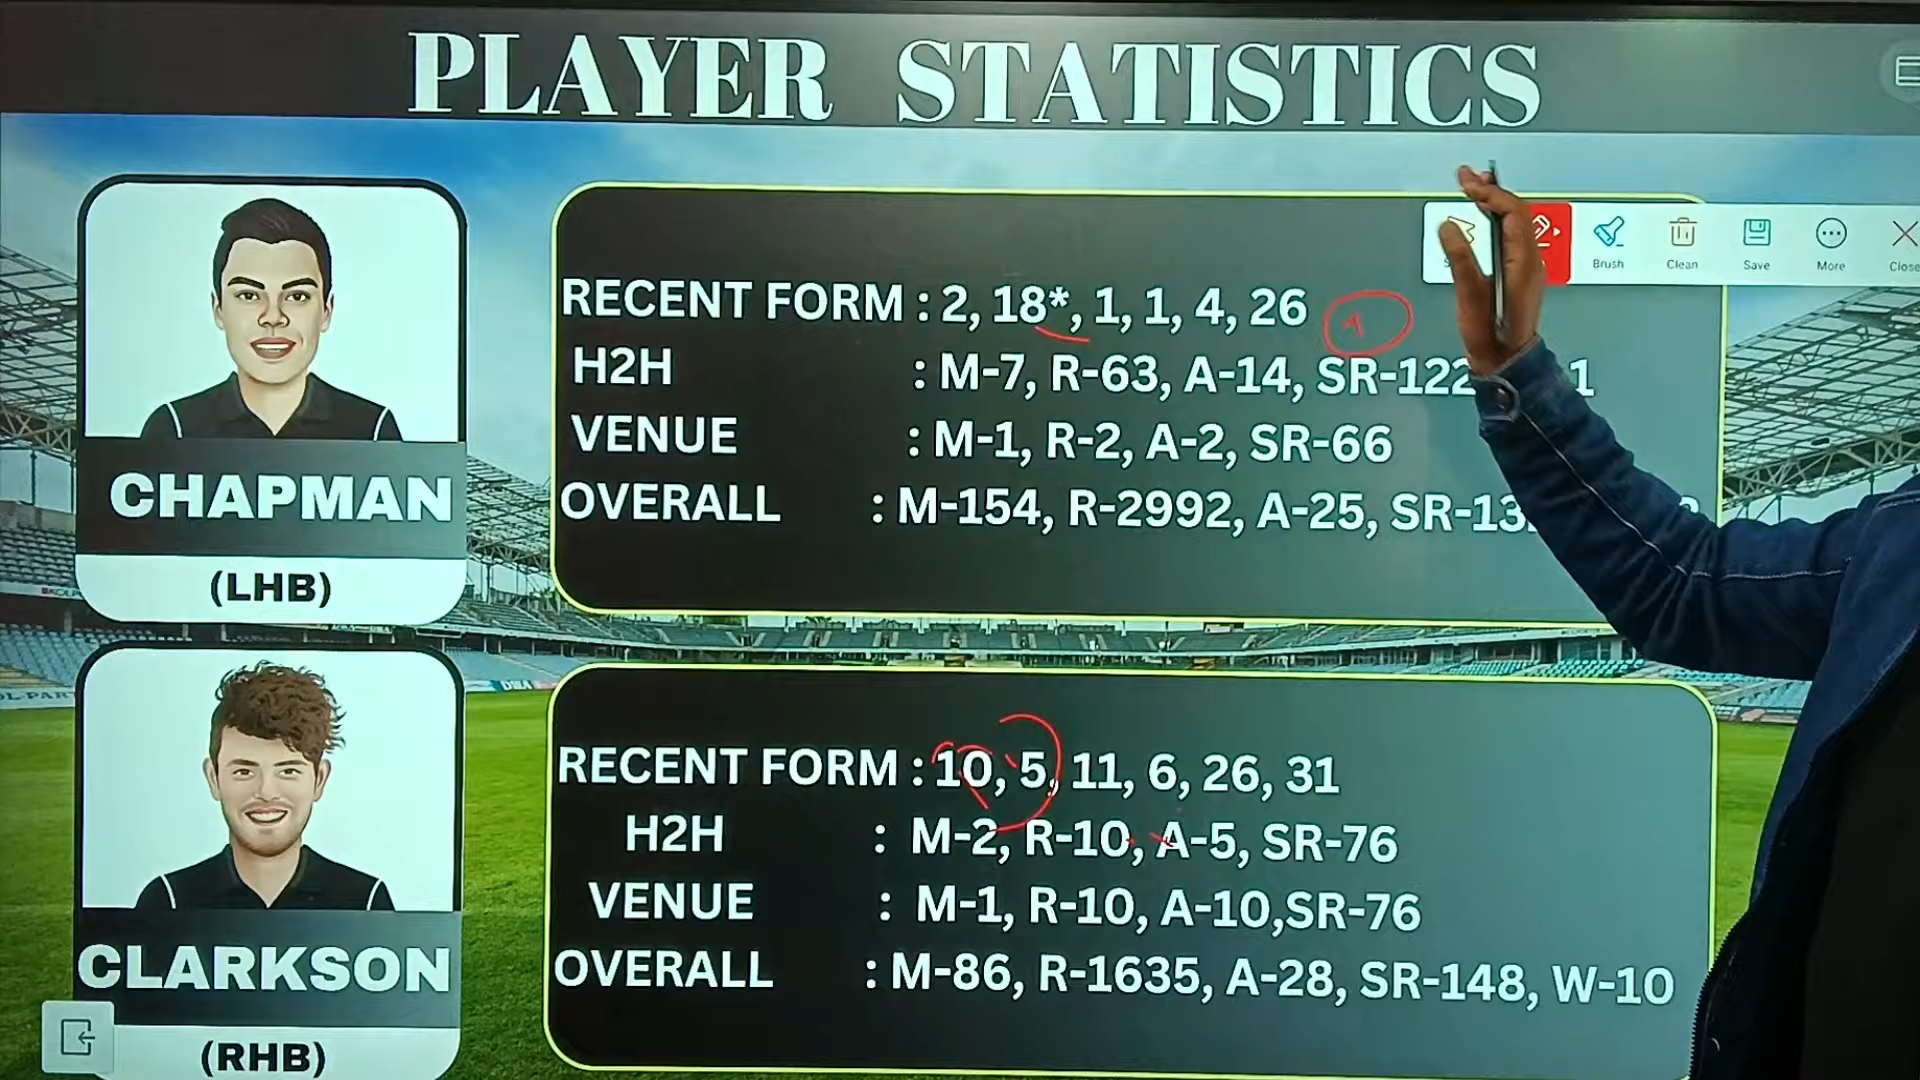 PLAYER STATISTICS
Brush
Clean
Save
More
Close
RECENT FORM : 2, 18*, 1, 1, 4, 26
H2H : M-7, R-63, A-14, SR-122 1
VENUE : M-1, R-2, A-2, SR-66
OVERALL : M-154, R-2992, A-25, SR-13
CHAPMAN
(LHB)
RECENT FORM : 10, 5, 11, 6, 26, 31
H2H : M-2, R-10, A-5, SR-76
VENUE : M-1, R-10, A-10,SR-76
OVERALL : M-86, R-1635, A-28, SR-148, W-10
CLARKSON
(RHB)